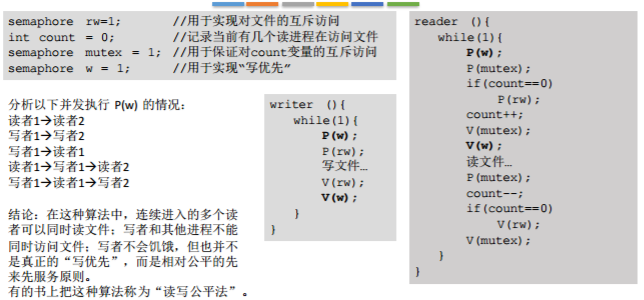 semaphore rw=1; //用于实现对文件的互斥访问
int count = 0; //记录当前有几个读进程在访问文件
semaphore mutex = 1; //用于保证对count变量的互斥访问
semaphore w = 1; //用于实现“写优先”
分析以下并发执行 P(w) 的情况：
读者1→读者2
写者1→写者2
写者1→读者1
读者1→写者1→读者2
写者1→读者1→写者2
结论：在这种算法中，连续进入的多个读
者可以同时读文件；写者和其他进程不能
同时访问文件；写者不会饥饿，但也并不
是真正的“写优先”，而是相对公平的先
来先服务原则。
有的书上把这种算法称为“读写公平法”。
writer (){
while(1){
P(w);
P(rw);
写文件…
V(rw);
V(w);
}
}
reader (){
while(1){
P(w);
P(mutex);
if(count==0)
P(rw);
count++;
V(mutex);
V(w);
读文件…
P(mutex);
count--;
if(count==0)
V(rw);
V(mutex);
}
}